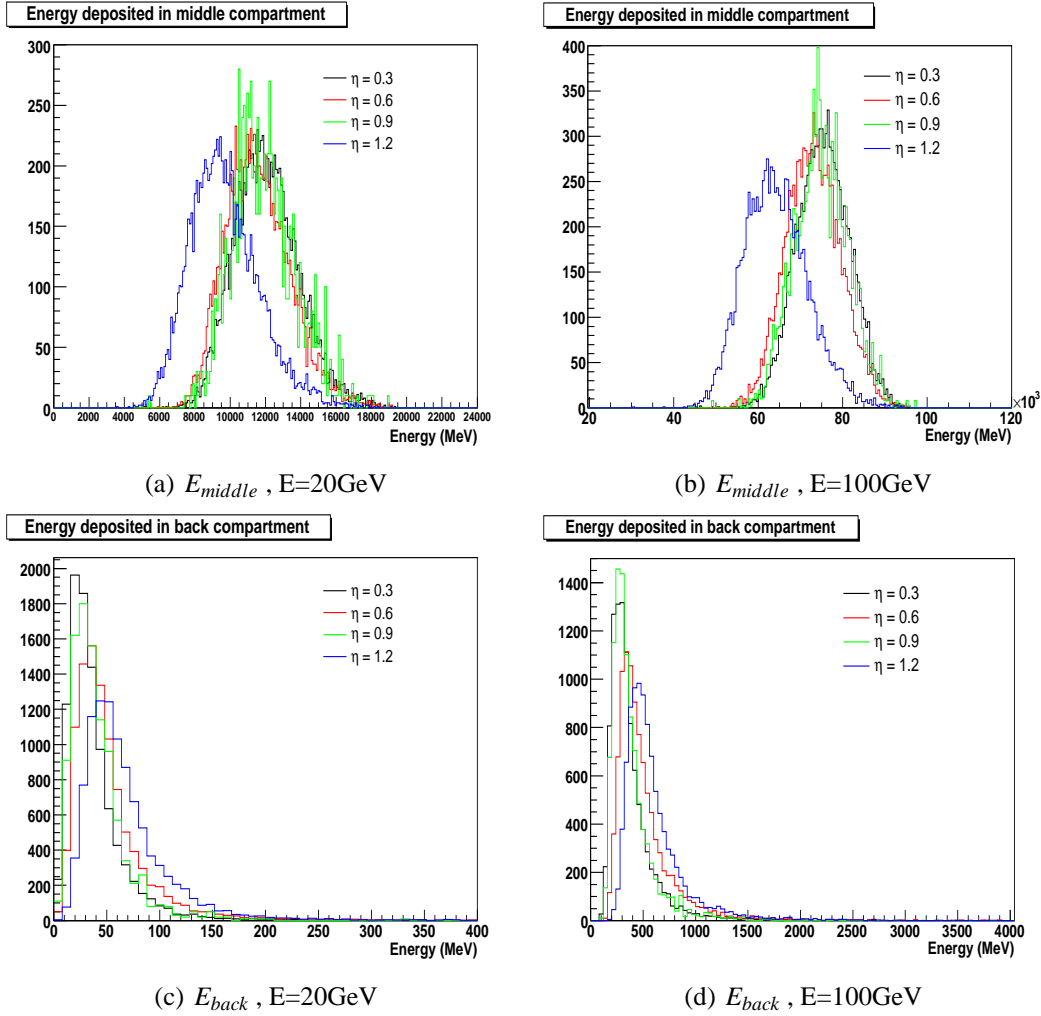 Energy deposited in middle compartment
300
250
200
150
100
50
0
0 2000 4000 6000 8000 10000 12000 14000 16000 18000 20000 22000 24000
Energy (MeV)
η = 0.3
η = 0.6
η = 0.9
η = 1.2
(a) E_middle , E=20GeV
Energy deposited in middle compartment
400
350
300
250
200
150
100
50
0
20 40 60 80 100 120
×10³
Energy (MeV)
η = 0.3
η = 0.6
η = 0.9
η = 1.2
(b) E_middle , E=100GeV
Energy deposited in back compartment
2000
1800
1600
1400
1200
1000
800
600
400
200
0
0 50 100 150 200 250 300 350 400
Energy (MeV)
η = 0.3
η = 0.6
η = 0.9
η = 1.2
(c) E_back , E=20GeV
Energy deposited in back compartment
1400
1200
1000
800
600
400
200
0
0 500 1000 1500 2000 2500 3000 3500 4000
Energy (MeV)
η = 0.3
η = 0.6
η = 0.9
η = 1.2
(d) E_back , E=100GeV